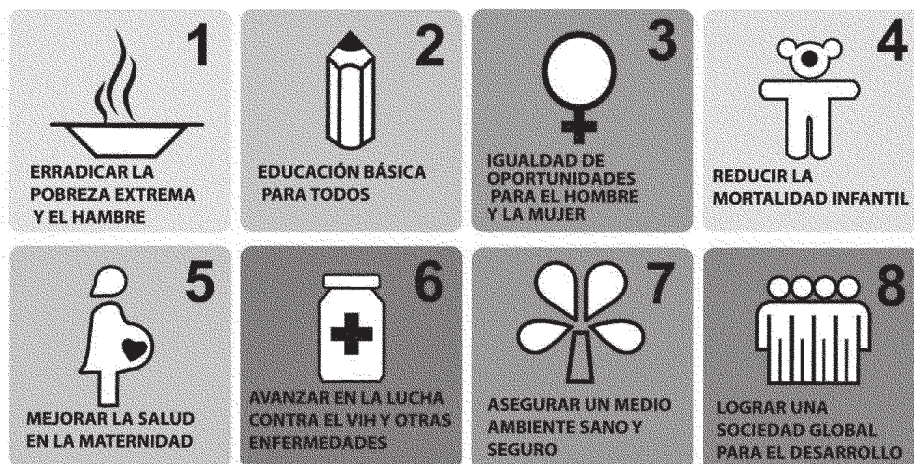 1
ERRADICAR LA
POBREZA EXTREMA
Y EL HAMBRE
2
EDUCACIÓN BÁSICA
PARA TODOS
3
IGUALDAD DE
OPORTUNIDADES
PARA EL HOMBRE
Y LA MUJER
4
REDUCIR LA
MORTALIDAD INFANTIL
5
MEJORAR LA SALUD
EN LA MATERNIDAD
6
AVANZAR EN LA LUCHA
CONTRA EL VIH Y OTRAS
ENFERMEDADES
7
ASEGURAR UN MEDIO
AMBIENTE SANO Y
SEGURO
8
LOGRAR UNA
SOCIEDAD GLOBAL
PARA EL DESARROLLO